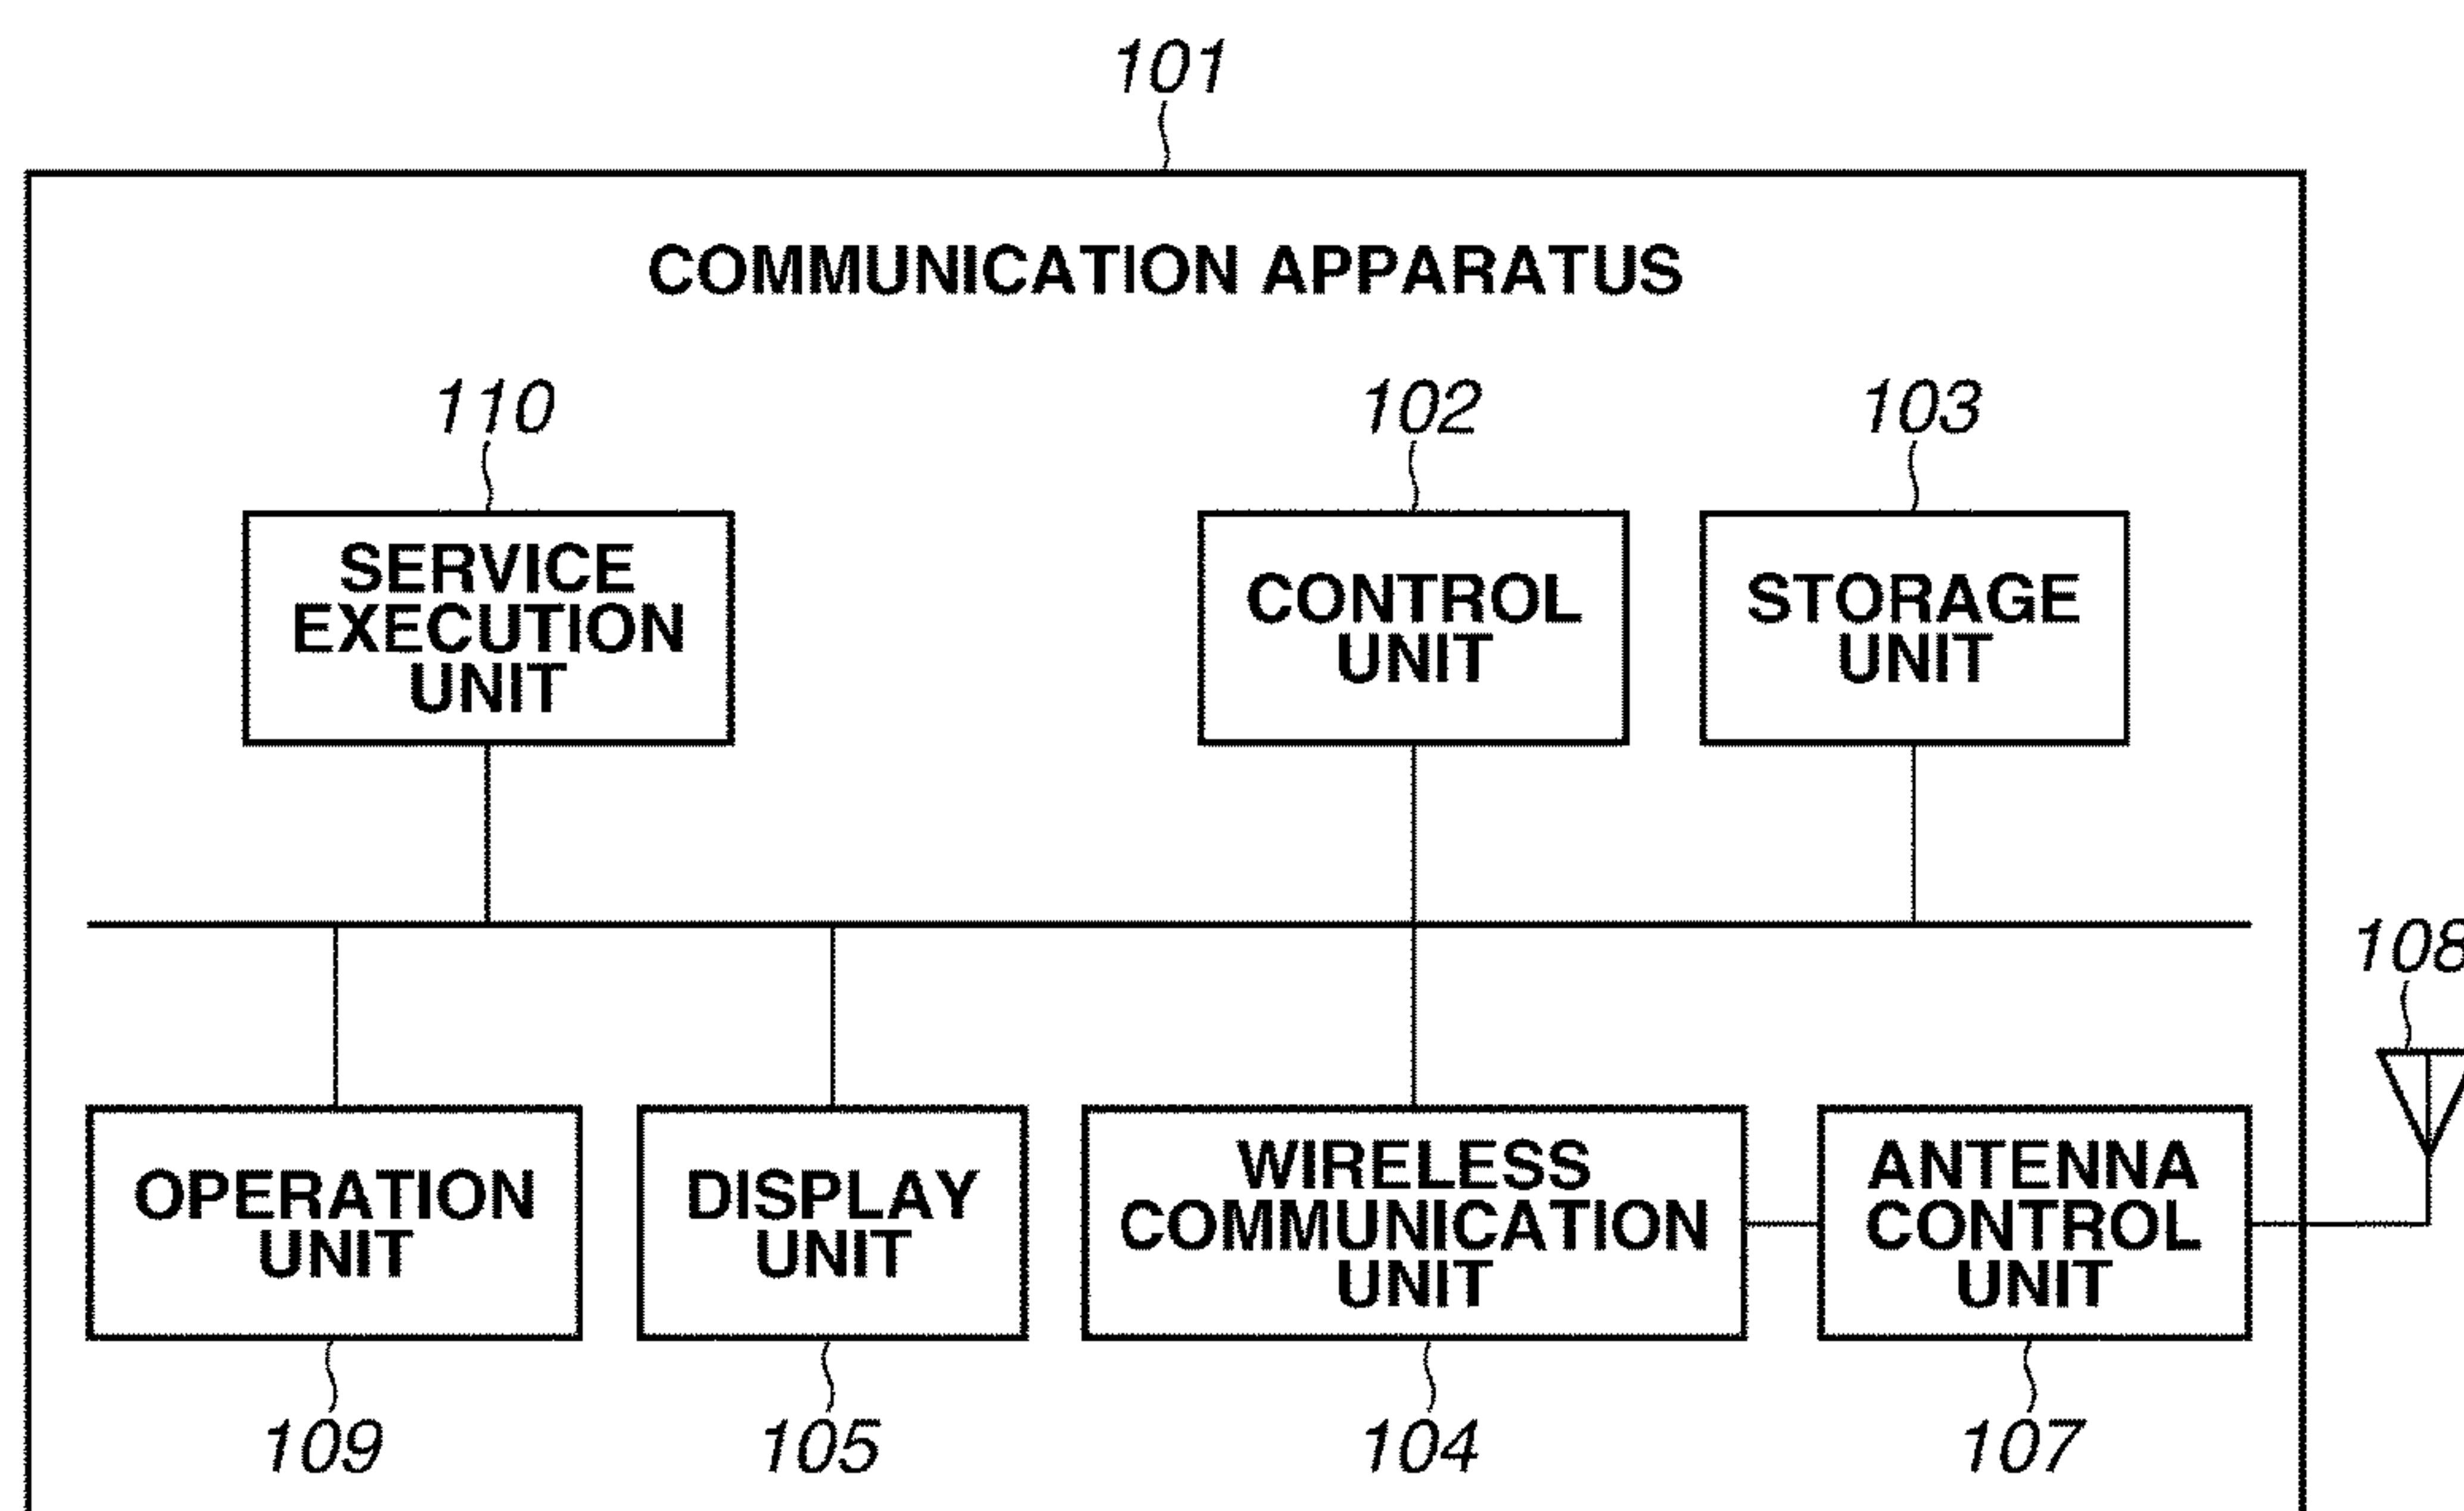 101
COMMUNICATION APPARATUS
110
102
103
SERVICE
EXECUTION
UNIT
CONTROL
UNIT
STORAGE
UNIT
108
OPERATION
UNIT
DISPLAY
UNIT
WIRELESS
COMMUNICATION
UNIT
ANTENNA
CONTROL
UNIT
109
105
104
107